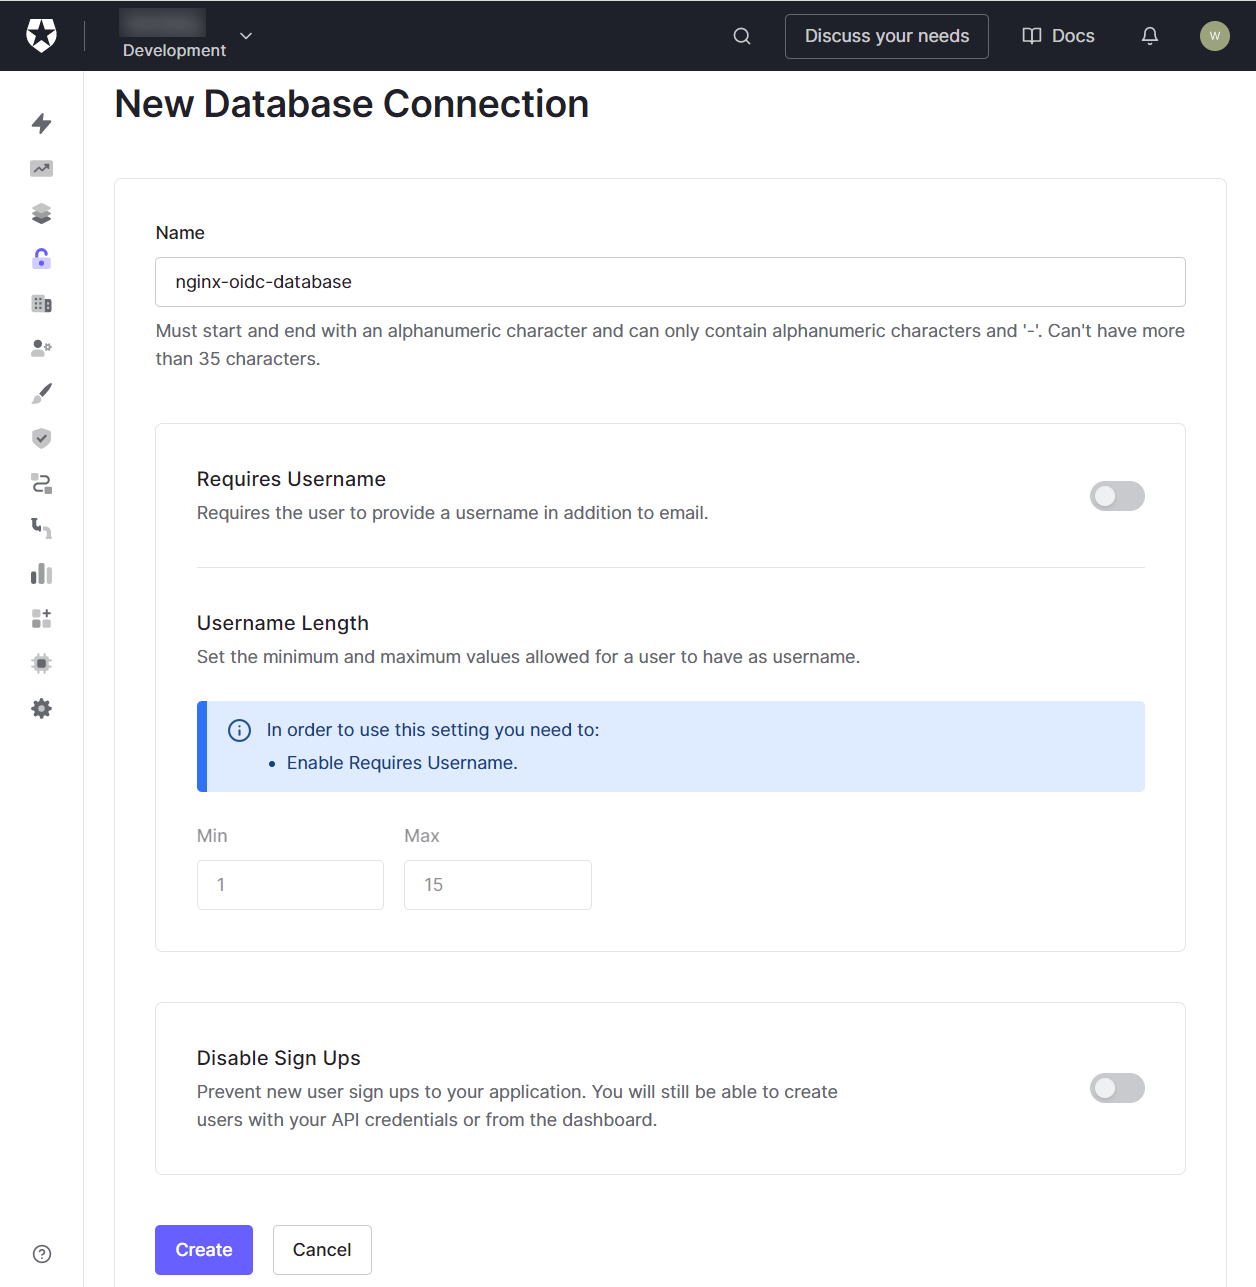 Development
Discuss your needs
Docs
W
New Database Connection
Name
nginx-oidc-database
Must start and end with an alphanumeric character and can only contain alphanumeric characters and '-'. Can't have more
than 35 characters.
Requires Username
Requires the user to provide a username in addition to email.
Username Length
Set the minimum and maximum values allowed for a user to have as username.
In order to use this setting you need to:
• Enable Requires Username.
Min Max
1 15
Disable Sign Ups
Prevent new user sign ups to your application. You will still be able to create
users with your API credentials or from the dashboard.
Create Cancel